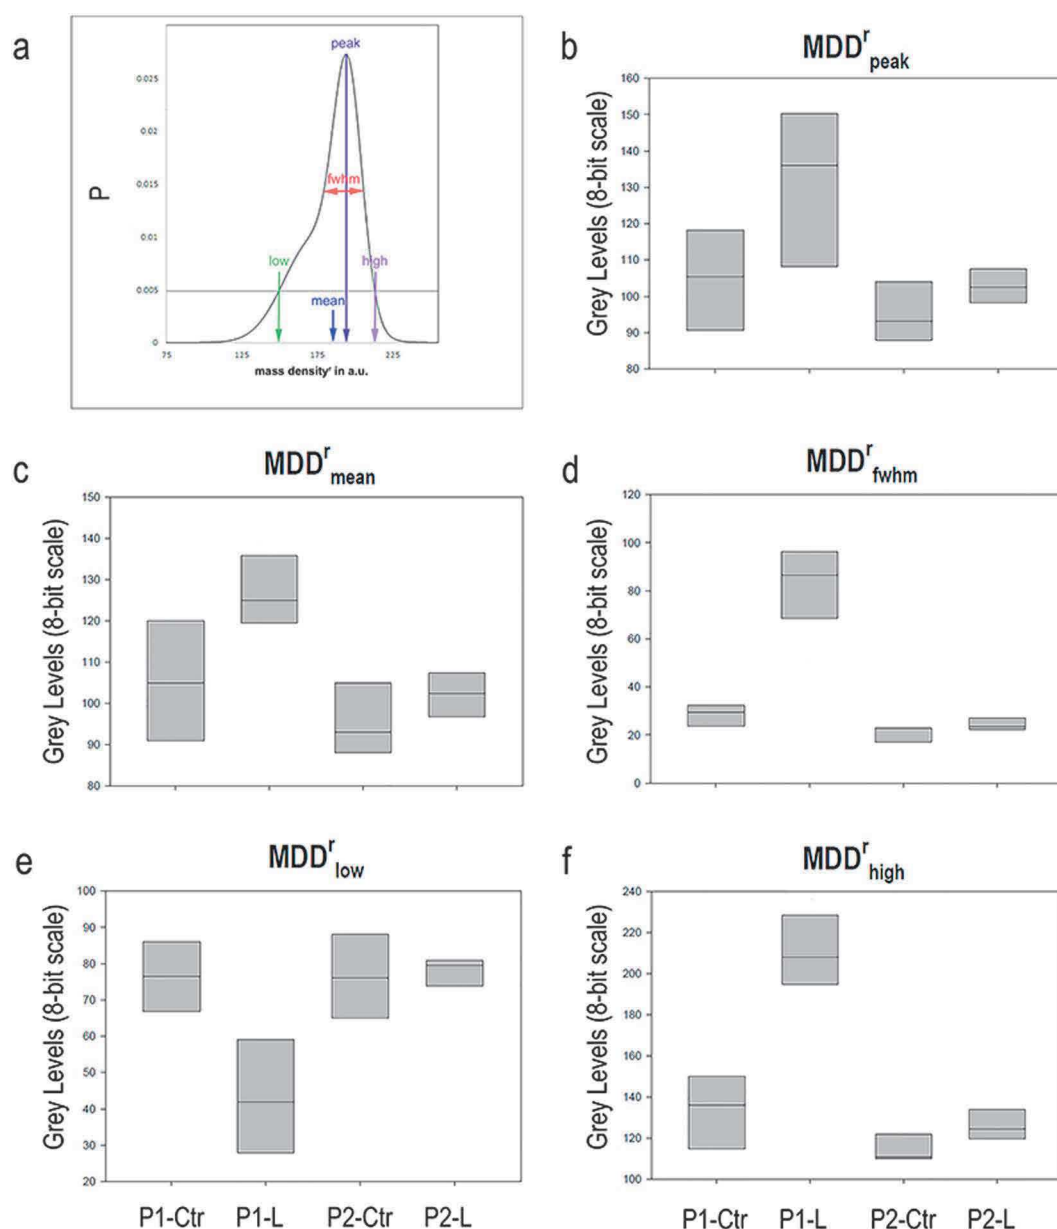 a
peak
0.025
0.02
P
0.015
fwhm
0.01
low
high
0.005
mean
0
75
125
175
225
mass densityʳ in a.u.
b
MDDʳpeak
Grey Levels (8-bit scale)
160
150
140
130
120
110
100
90
80
c
MDDʳmean
Grey Levels (8-bit scale)
150
140
130
120
110
100
90
80
d
MDDʳfwhm
Grey Levels (8-bit scale)
120
100
80
60
40
20
0
e
MDDʳlow
Grey Levels (8-bit scale)
100
90
80
70
60
50
40
30
20
P1-Ctr P1-L P2-Ctr P2-L
f
MDDʳhigh
Grey Levels (8-bit scale)
240
220
200
180
160
140
120
100
P1-Ctr P1-L P2-Ctr P2-L